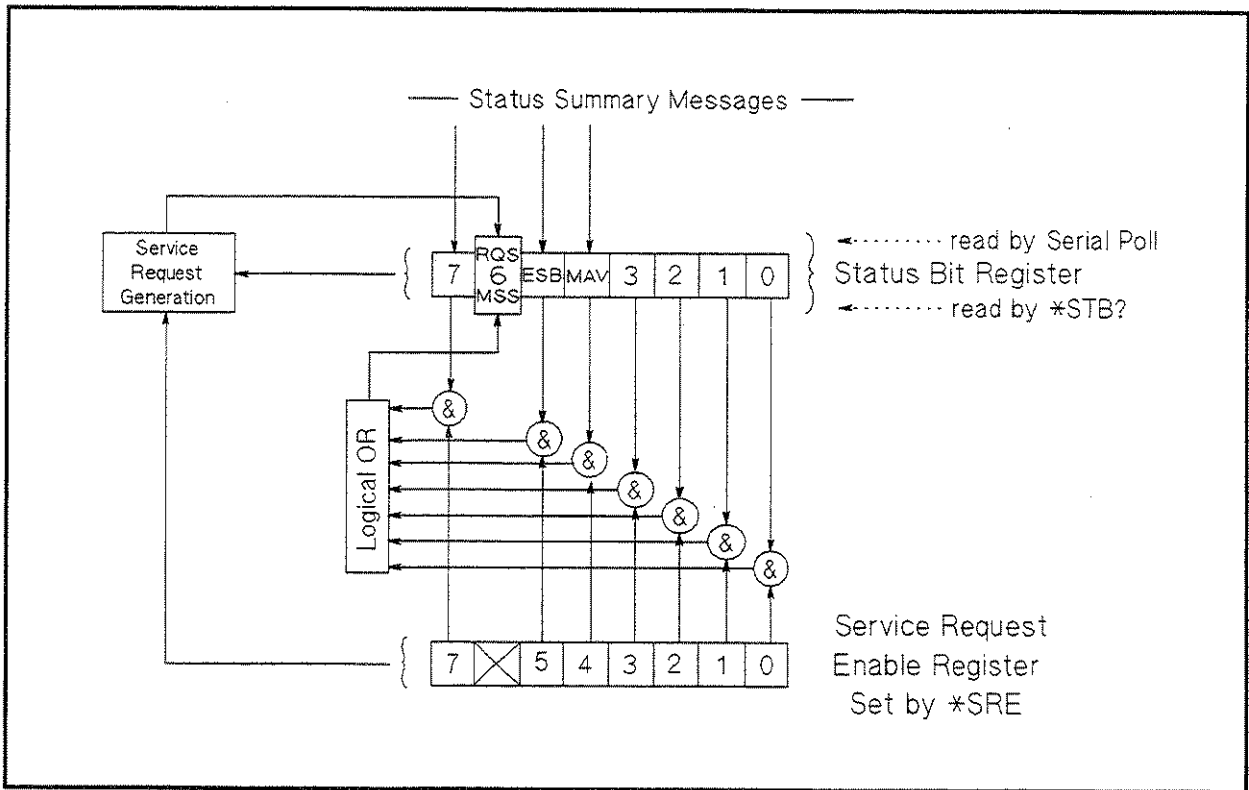 Status Summary Messages
Service
Request
Generation
7
RQS
6
MSS
ESB
MAV
3
2
1
0
read by Serial Poll
Status Bit Register
read by *STB?
Logical OR
&
&
&
&
&
&
&
7
5
4
3
2
1
0
Service Request
Enable Register
Set by *SRE